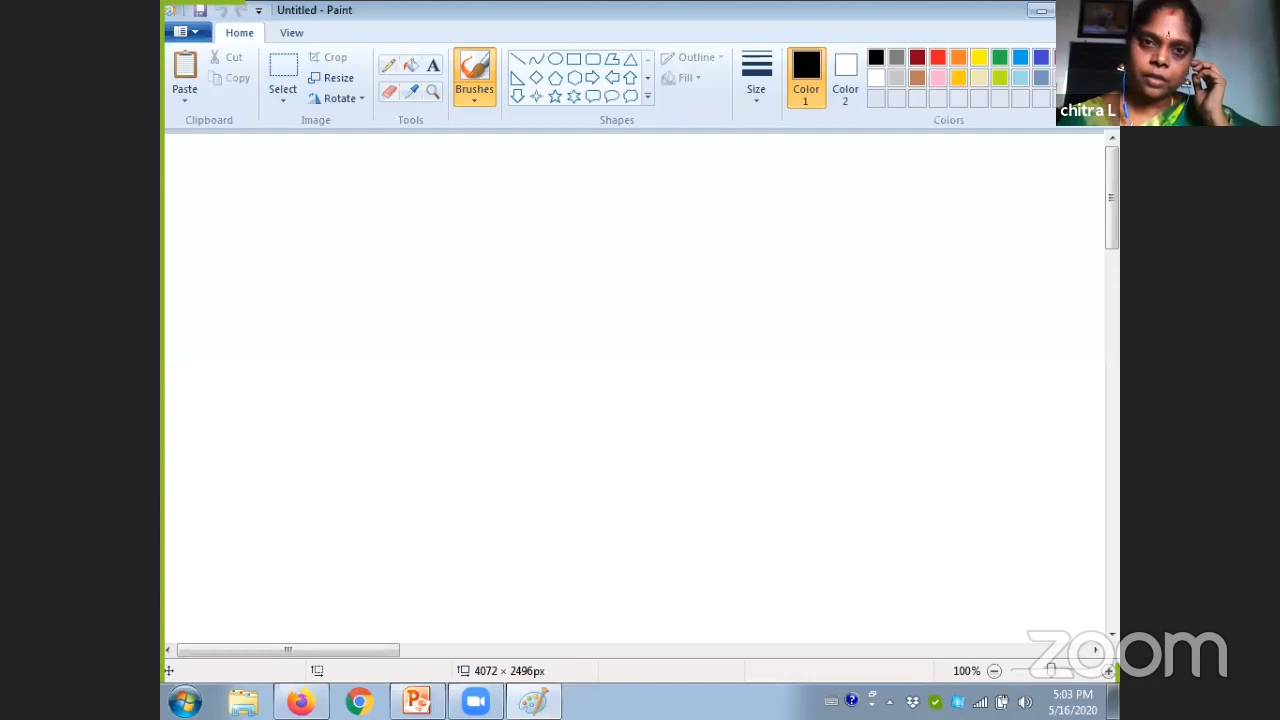 Untitled - Paint
Home View
Paste
Cut
Copy
Clipboard
Select
Crop
Resize
Rotate
Image
A
Tools
Brushes
Shapes
Outline
Fill
Size
Color 1
Color 2
Colors
chitra L
zoom
4072 × 2496px
100%
5:03 PM
5/16/2020